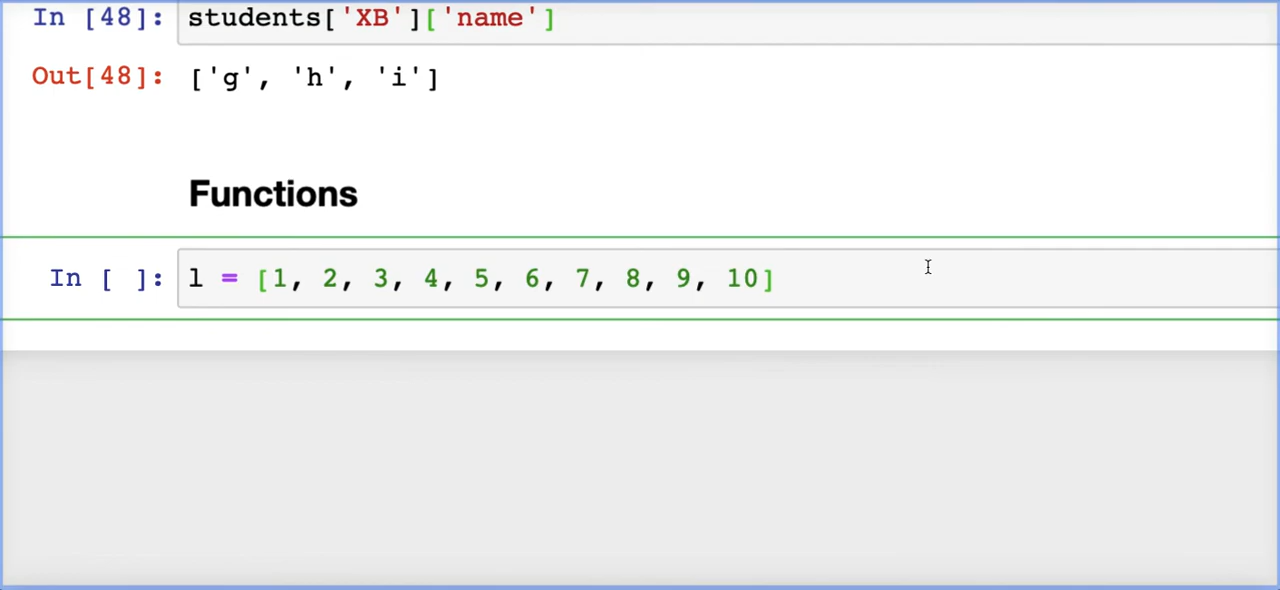 In [48]: students['XB']['name']
Out[48]: ['g', 'h', 'i']
Functions
In [ ]: l = [1, 2, 3, 4, 5, 6, 7, 8, 9, 10]